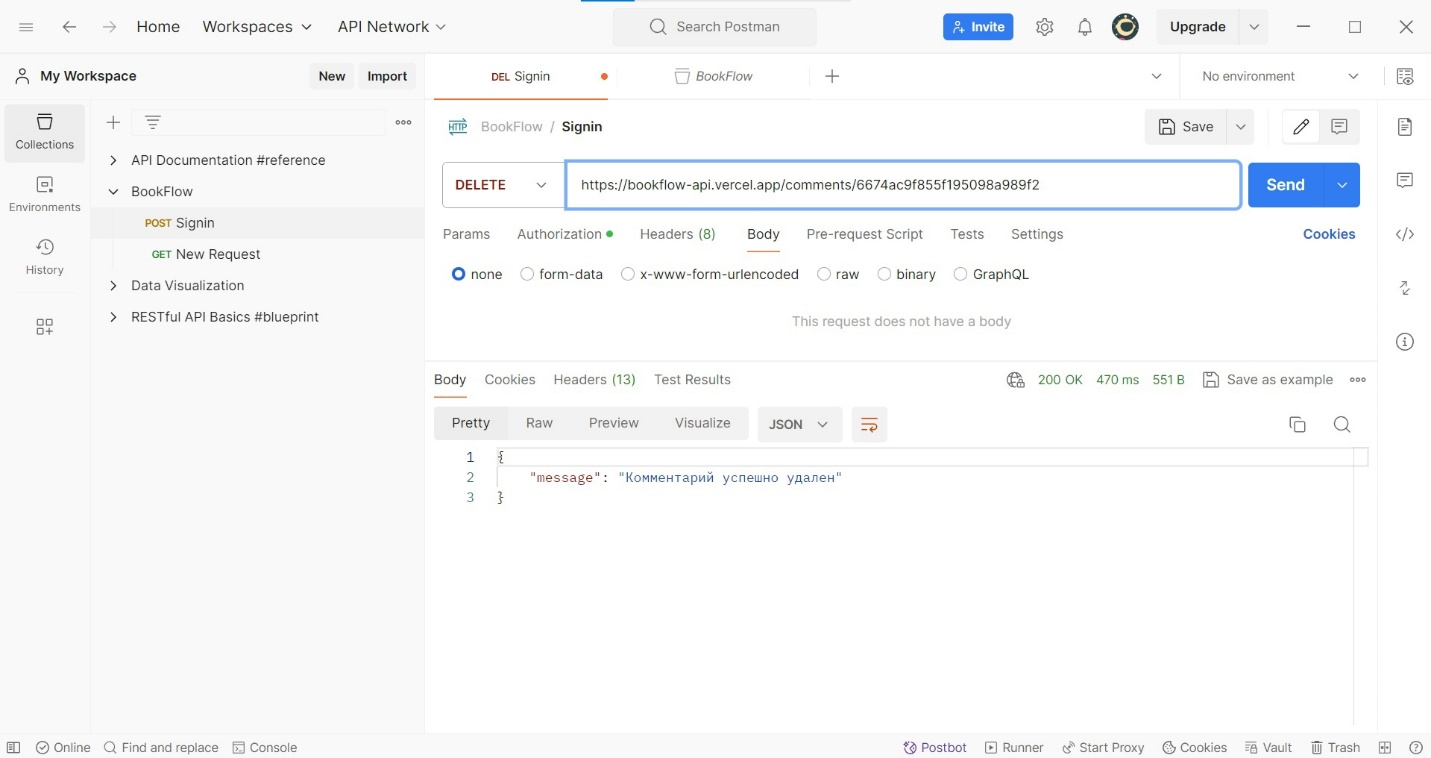 Home Workspaces API Network Search Postman Invite Upgrade
My Workspace New Import DEL Signin BookFlow No environment
Collections
Environments
History
API Documentation #reference
BookFlow
POST Signin
GET New Request
Data Visualization
RESTful API Basics #blueprint
HTTP BookFlow / Signin Save
DELETE https://bookflow-api.vercel.app/comments/6674ac9f855f195098a989f2 Send
Params Authorization Headers (8) Body Pre-request Script Tests Settings Cookies
none form-data x-www-form-urlencoded raw binary GraphQL
This request does not have a body
Body Cookies Headers (13) Test Results 200 OK 470 ms 551 B Save as example
Pretty Raw Preview Visualize JSON
1 {
2 "message": "Комментарий успешно удален"
3 }
Online Find and replace Console Postbot Runner Start Proxy Cookies Vault Trash